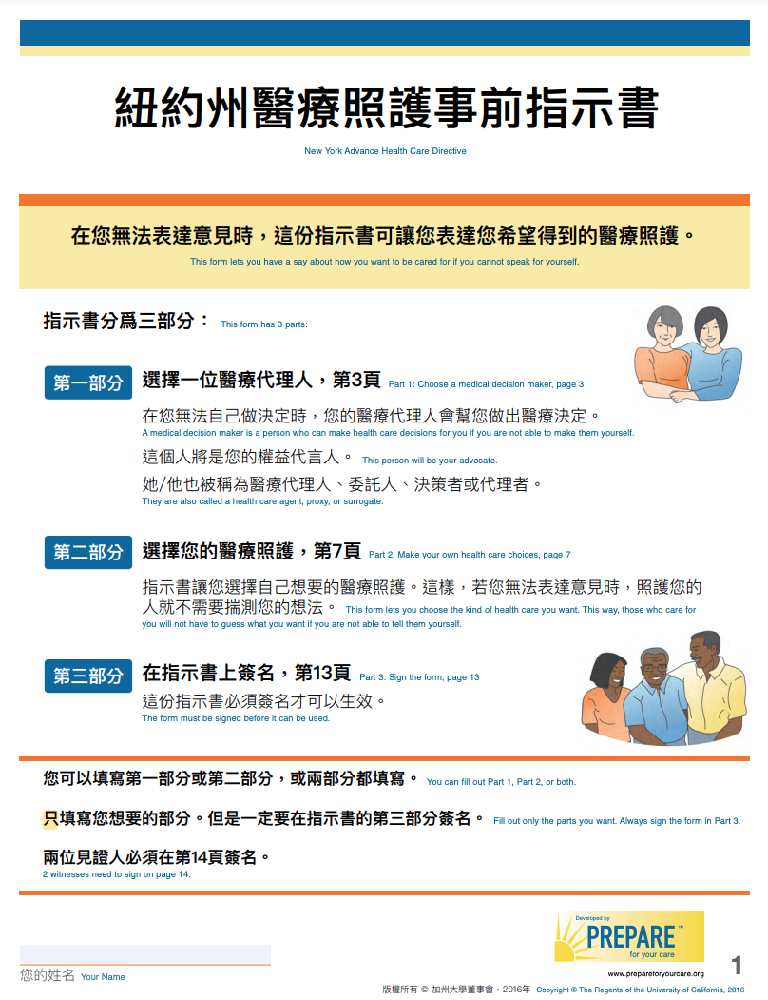 紐約州醫療照護事前指示書
New York Advance Health Care Directive
在您無法表達意見時，這份指示書可讓您表達您希望得到的醫療照護。
This form lets you have a say about how you want to be cared for if you cannot speak for yourself.
指示書分爲三部分： This form has 3 parts:
第一部分 選擇一位醫療代理人，第3頁 Part 1: Choose a medical decision maker, page 3
在您無法自己做決定時，您的醫療代理人會幫您做出醫療決定。
A medical decision maker is a person who can make health care decisions for you if you are not able to make them yourself.
這個人將是您的權益代言人。 This person will be your advocate.
她/他也被稱為醫療代理人、委託人、決策者或代理者。
They are also called a health care agent, proxy, or surrogate.
第二部分 選擇您的醫療照護，第7頁 Part 2: Make your own health care choices, page 7
指示書讓您選擇自己想要的醫療照護。這樣，若您無法表達意見時，照護您的
人就不需要揣測您的想法。 This form lets you choose the kind of health care you want. This way, those who care for
you will not have to guess what you want if you are not able to tell them yourself.
第三部分 在指示書上簽名，第13頁 Part 3: Sign the form, page 13
這份指示書必須簽名才可以生效。
The form must be signed before it can be used.
您可以填寫第一部分或第二部分，或兩部分都填寫。 You can fill out Part 1, Part 2, or both.
只填寫您想要的部分。但是一定要在指示書的第三部分簽名。 Fill out only the parts you want. Always sign the form in Part 3.
兩位見證人必須在第14頁簽名。
2 witnesses need to sign on page 14.
Developed by
PREPARE™
for your care
www.prepareforyourcare.org
1
您的姓名 Your Name
版權所有 © 加州大學董事會，2016年 Copyright © The Regents of the University of California, 2016